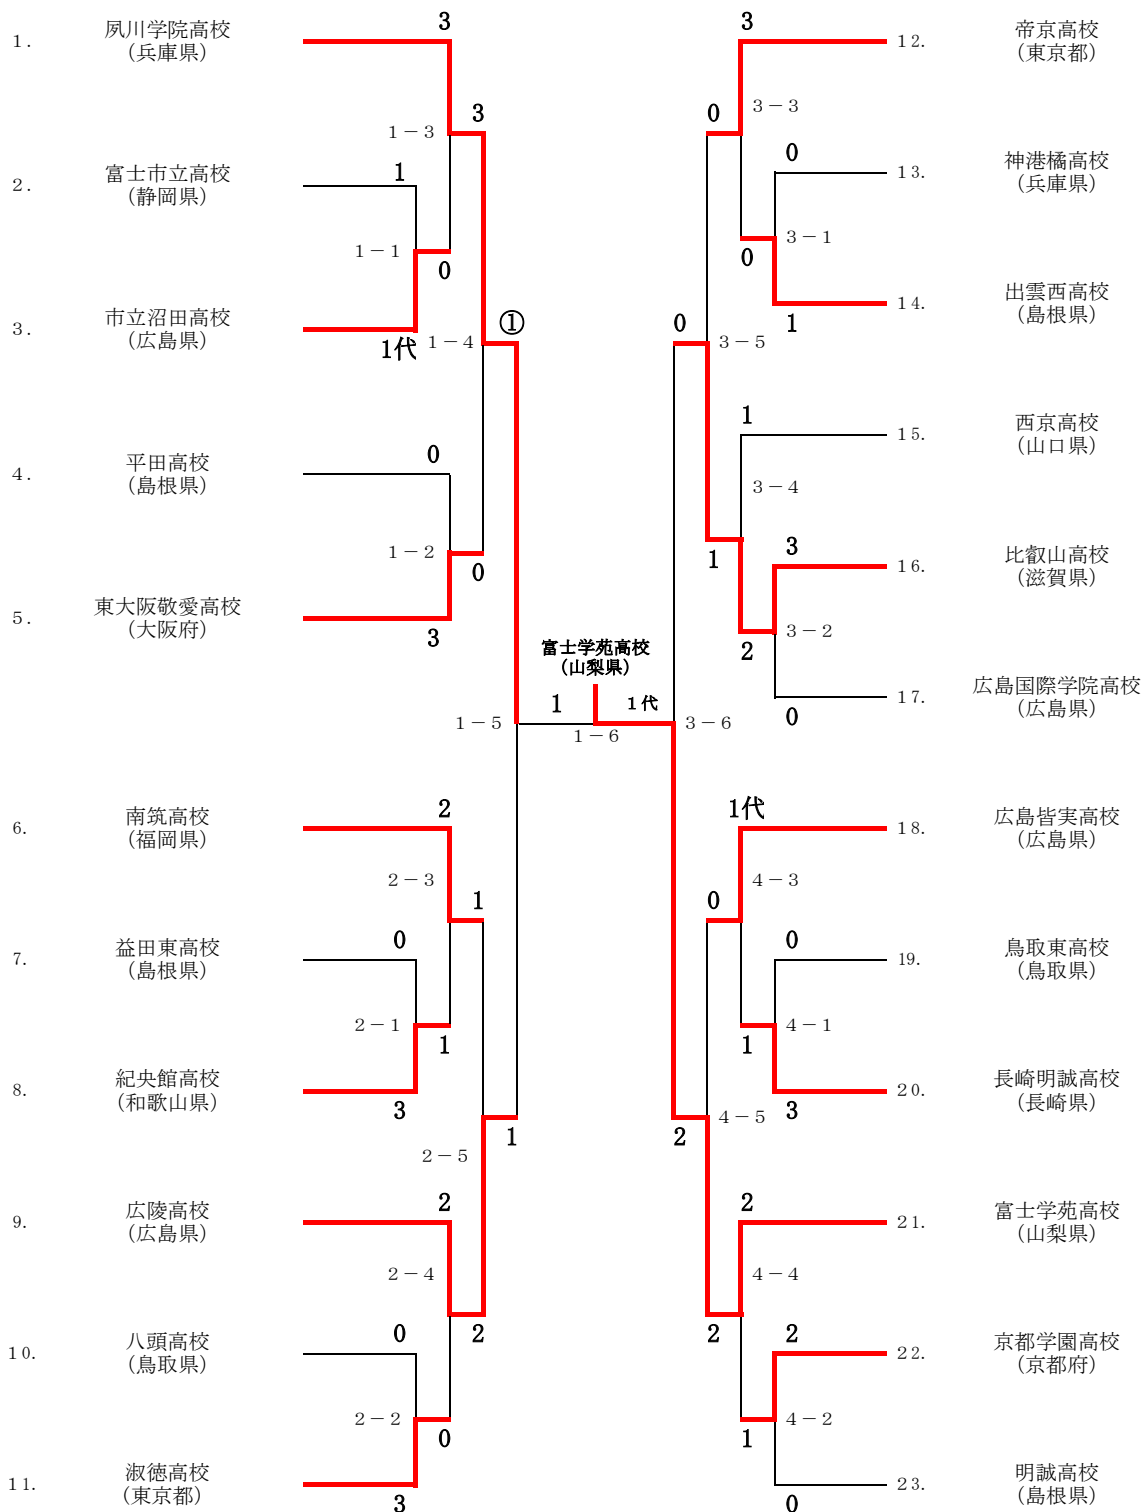 1.
夙川学院高校
(兵庫県)
3
1－3
3
2.
富士市立高校
(静岡県)
1
1－1
0
3.
市立沼田高校
(広島県)
1代
1－4
①
4.
平田高校
(島根県)
0
1－2
0
5.
東大阪敬愛高校
(大阪府)
3
1－5
6.
南筑高校
(福岡県)
2
2－3
1
7.
益田東高校
(島根県)
0
2－1
1
8.
紀央館高校
(和歌山県)
3
2－5
1
9.
広陵高校
(広島県)
2
2－4
2
10.
八頭高校
(鳥取県)
0
2－2
0
11.
淑徳高校
(東京都)
3
富士学苑高校
(山梨県)
1
1代
1－6
3
12.
帝京高校
(東京都)
0
3－3
0
13.
神港橘高校
(兵庫県)
3－1
0
14.
出雲西高校
(島根県)
1
0
3－5
1
15.
西京高校
(山口県)
3－4
1
3
16.
比叡山高校
(滋賀県)
3－2
2
17.
広島国際学院高校
(広島県)
0
3－6
1代
18.
広島皆実高校
(広島県)
4－3
0
0
19.
鳥取東高校
(鳥取県)
4－1
1
20.
長崎明誠高校
(長崎県)
3
4－5
2
2
21.
富士学苑高校
(山梨県)
4－4
2
2
22.
京都学園高校
(京都府)
4－2
1
23.
明誠高校
(島根県)
0